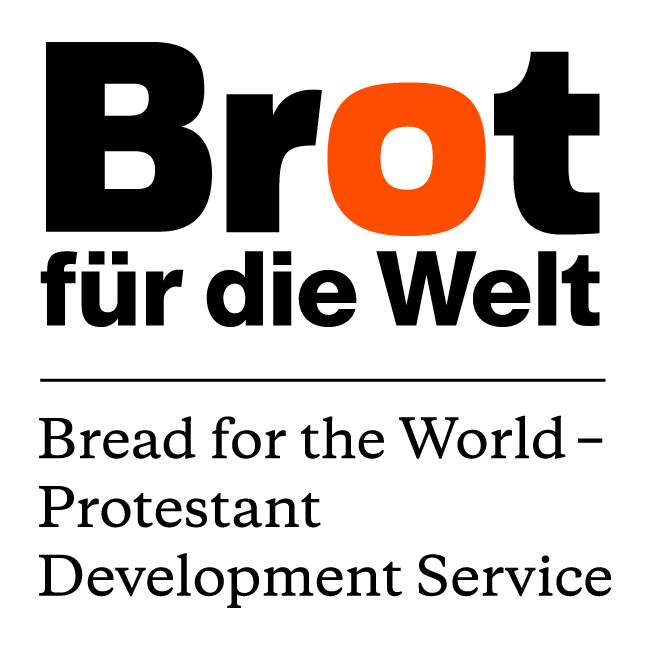 Brot
für die Welt
Bread for the World –
Protestant
Development Service